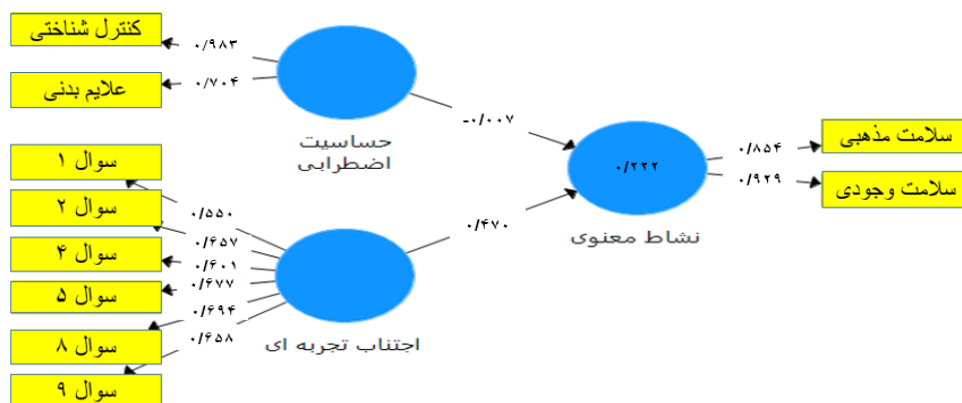 کنترل شناختی
۰/۹۸۳
علایم بدنی
۰/۷۰۴
حساسیت
اضطرابی
-۰/۰۰۷
سوال ۱
۰/۵۵۰
سوال ۲
۰/۶۵۷
سوال ۴
۰/۶۰۱
سوال ۵
۰/۶۷۷
سوال ۸
۰/۶۹۴
سوال ۹
۰/۶۵۸
اجتناب تجربه ای
۰/۴۷۰
۰/۲۲۲
نشاط معنوی
سلامت مذهبی
۰/۸۵۴
سلامت وجودی
۰/۹۲۹